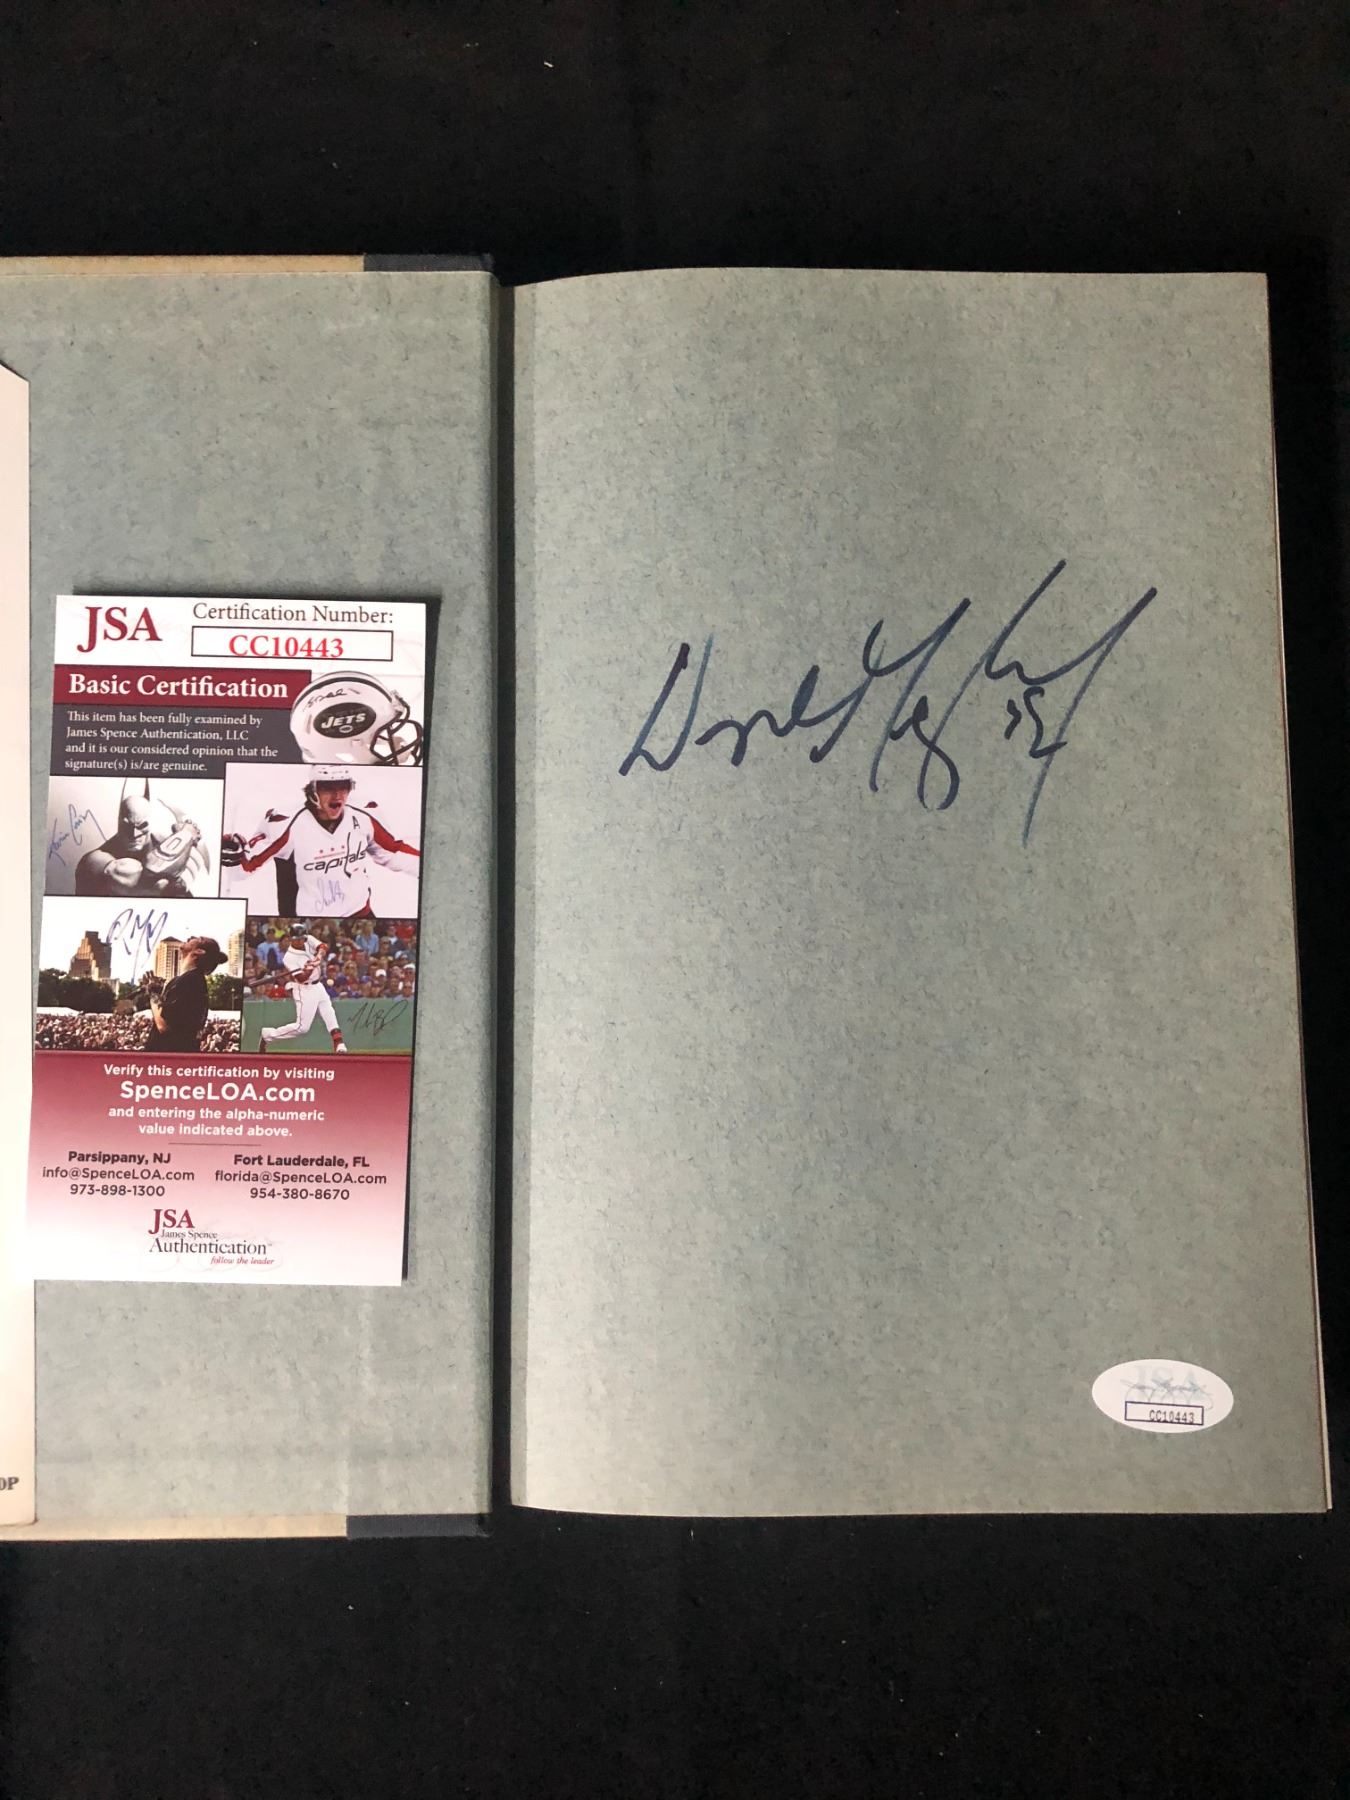 JSA
Certification Number:
CC10443
Basic Certification
This item has been fully examined by
James Spence Authentication, LLC
and it is our considered opinion that the
signature(s) is/are genuine.
JETS
A
capitals
Verify this certification by visiting
SpenceLOA.com
and entering the alpha-numeric
value indicated above.
Parsippany, NJ
info@SpenceLOA.com
973-898-1300
Fort Lauderdale, FL
florida@SpenceLOA.com
954-380-8670
JSA
James Spence
Authentication™
follow the leader
OP
JSA
CC10443